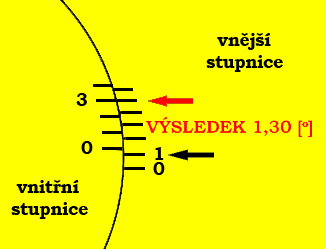 vnější
stupnice
3
VÝSLEDEK 1,30 [º]
0
1
0
vnitřní
stupnice